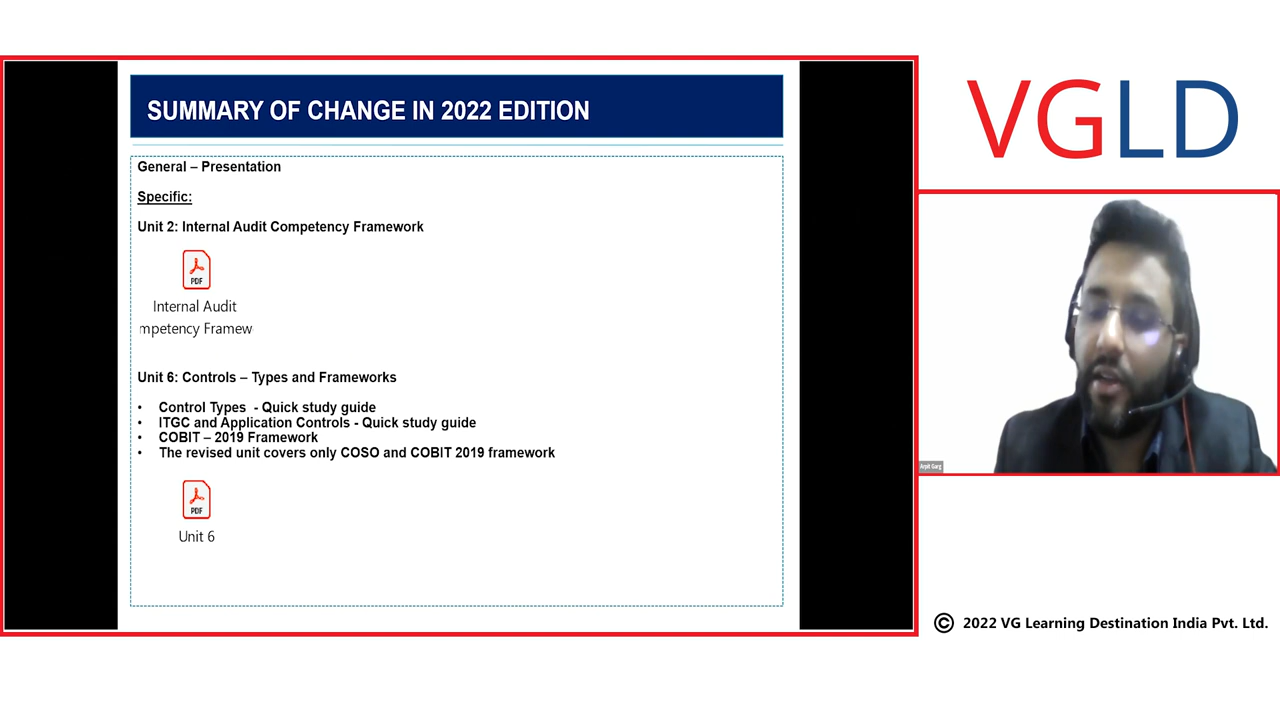 SUMMARY OF CHANGE IN 2022 EDITION
General – Presentation
Specific:
Unit 2: Internal Audit Competency Framework
PDF
Internal Audit
mpetency Framew
Unit 6: Controls – Types and Frameworks
• Control Types - Quick study guide
• ITGC and Application Controls - Quick study guide
• COBIT – 2019 Framework
• The revised unit covers only COSO and COBIT 2019 framework
PDF
Unit 6
VGLD
Arpit Garg
© 2022 VG Learning Destination India Pvt. Ltd.